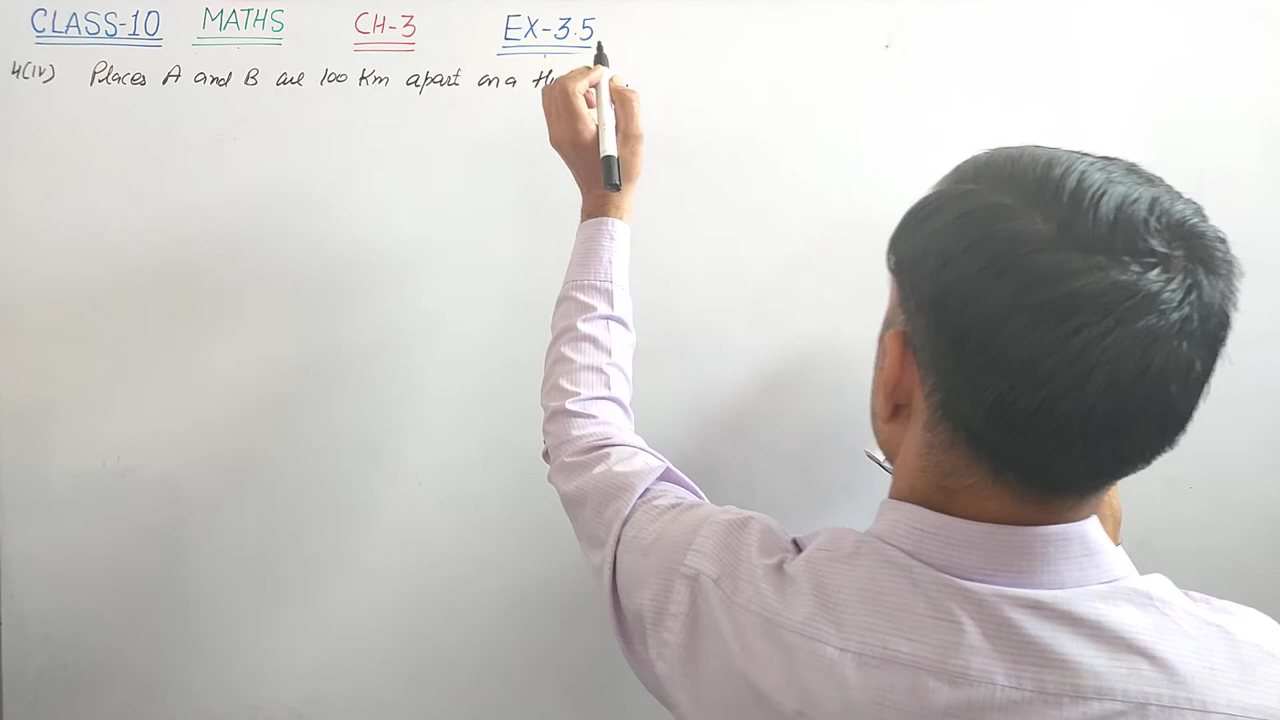 CLASS-10 MATHS CH-3 EX-3.5
4(iv) Places A and B are 100 Km apart on a